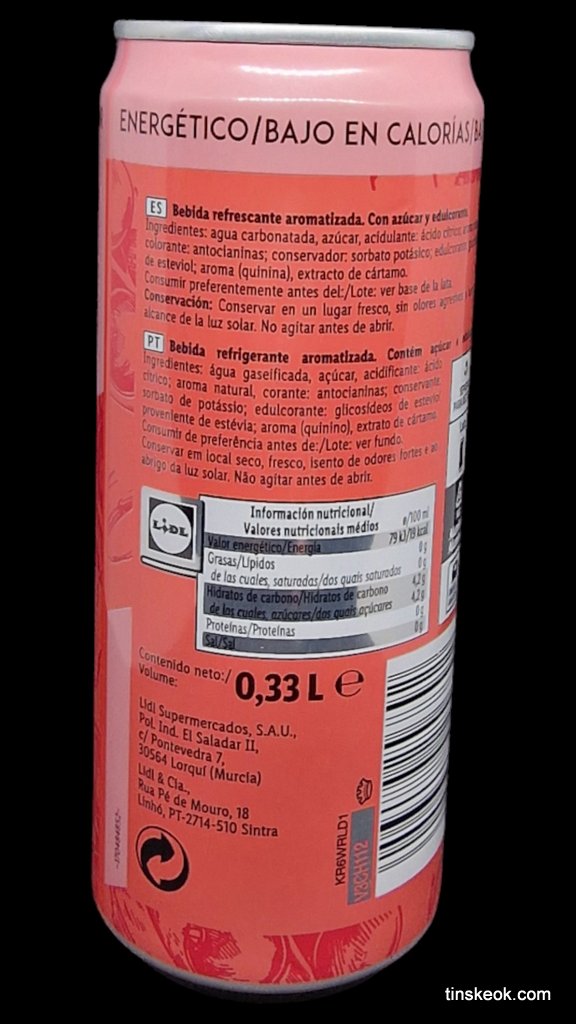 ENERGÉTICO/BAJO EN CALORÍAS/BA
ES Bebida refrescante aromatizada. Con azúcar y edulcorante
Ingredientes: agua carbonatada, azúcar, acidulante: ácido cítrico;
colorante: antocianinas; conservador: sorbato potásico; edulcorante:
de esteviol; aroma (quinina), extracto de cártamo.
Consumir preferentemente antes del:/Lote: ver base de la lata.
Conservación: Conservar en un lugar fresco, sin olores agresivos
alcance de la luz solar. No agitar antes de abrir.
PT Bebida refrigerante aromatizada. Contém açúcar e
Ingredientes: água gaseificada, açúcar, acidificante: ácido
cítrico; aroma natural, corante: antocianinas; conservante:
sorbato de potássio; edulcorante: glicosídeos de esteviol
proveniente de estévia; aroma (quinino), extrato de cártamo.
Consumir de preferência antes de:/Lote: ver fundo.
Conservar em local seco, fresco, isento de odores fortes e ao
abrigo da luz solar. Não agitar antes de abrir.
LIDL
Información nutricional/
Valores nutricionais médios ⌀/100 ml
Valor energético/Energia 79 kJ/19 kcal
Grasas/Lípidos 0 g
de las cuales, saturadas/dos quais saturados 0 g
Hidratos de carbono/Hidratos de carbono 4,2 g
de los cuales, azúcares/dos quais açúcares 4,2 g
Proteínas/Proteínas 0 g
Sal/Sal 0 g
Contenido neto:/
Volume: 0,33 L ℮
Lidl Supermercados, S.A.U.,
Pol. Ind. El Saladar II,
c/ Pontevedra 7,
30564 Lorquí (Murcia)
Lidl & Cia.,
Rua Pé de Mouro, 18
Linhó, PT-2714-510 Sintra
KR6WRLD1
V3CH112
tinskeok.com